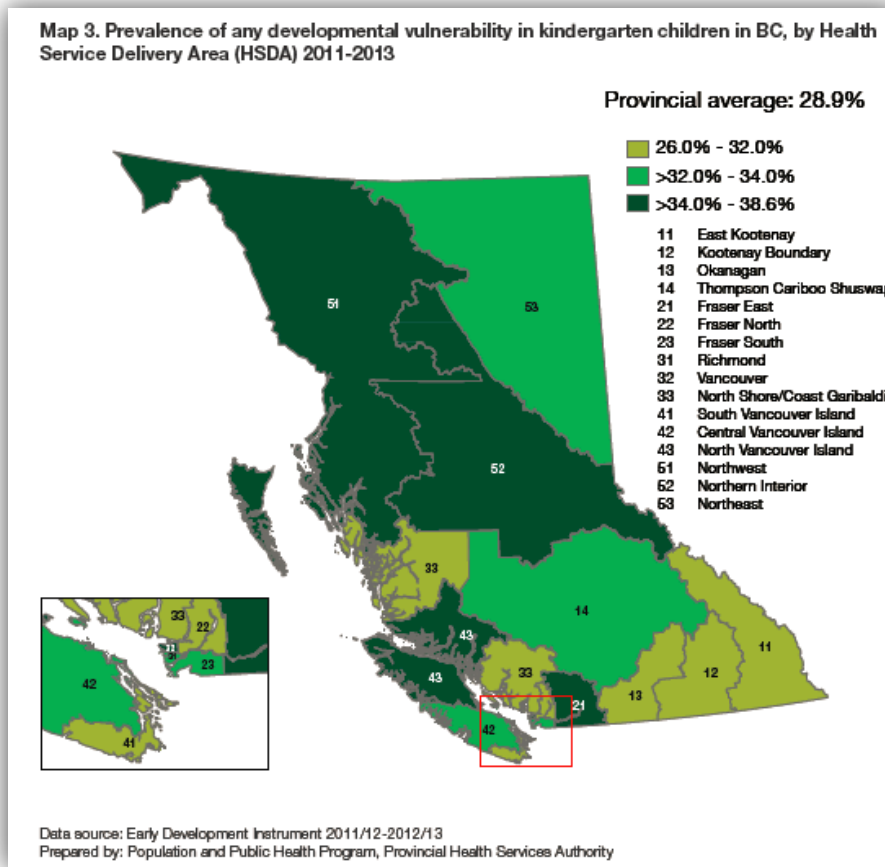 Map 3. Prevalence of any developmental vulnerability in kindergarten children in BC, by Health
Service Delivery Area (HSDA) 2011-2013
Provincial average: 28.9%
26.0% - 32.0%
>32.0% - 34.0%
>34.0% - 38.6%
11 East Kootenay
12 Kootenay Boundary
13 Okanagan
14 Thompson Cariboo Shuswap
21 Fraser East
22 Fraser North
23 Fraser South
31 Richmond
32 Vancouver
33 North Shore/Coast Garibaldi
41 South Vancouver Island
42 Central Vancouver Island
43 North Vancouver Island
51 Northwest
52 Northern Interior
53 Northeast
51
53
52
33
14
43
43
33
11
12
13
21
42
33
22
23
42
41
Data source: Early Development Instrument 2011/12-2012/13
Prepared by: Population and Public Health Program, Provincial Health Services Authority